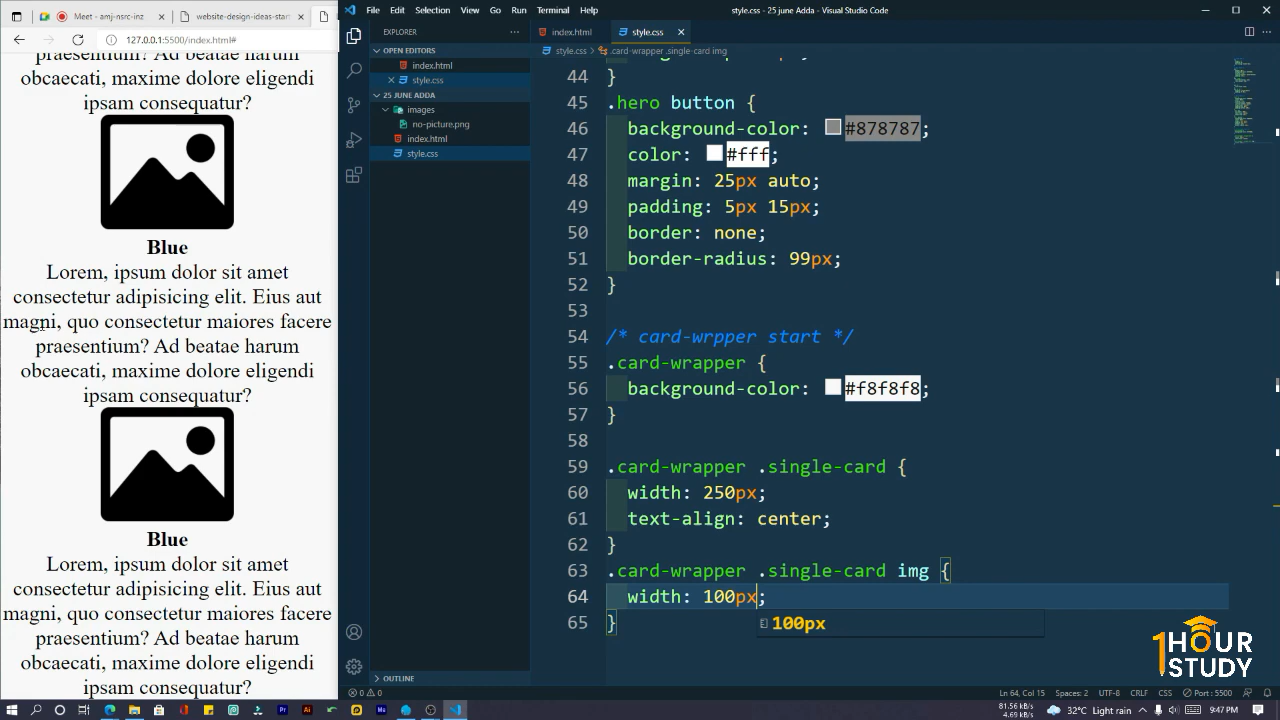 Meet - amj-nsrc-inz
website-design-ideas-start
File Edit Selection View Go Run Terminal Help
style.css - 25 june Adda - Visual Studio Code
127.0.0.1:5500/index.html#
praesentium? Ad beatae harum
obcaecati, maxime dolore eligendi
ipsam consequatur?
Blue
Lorem, ipsum dolor sit amet
consectetur adipisicing elit. Eius aut
magni, quo consectetur maiores facere
praesentium? Ad beatae harum
obcaecati, maxime dolore eligendi
ipsam consequatur?
Blue
Lorem, ipsum dolor sit amet
consectetur adipisicing elit. Eius aut
magni, quo consectetur maiores facere
praesentium? Ad beatae harum
obcaecati, maxime dolore eligendi
ipsam consequatur?
EXPLORER
OPEN EDITORS
index.html
style.css
25 JUNE ADDA
images
no-picture.png
index.html
style.css
OUTLINE
index.html style.css
style.css > .card-wrapper .single-card img
44 }
45 .hero button {
46 background-color: #878787;
47 color: #fff;
48 margin: 25px auto;
49 padding: 5px 15px;
50 border: none;
51 border-radius: 99px;
52 }
53
54 /* card-wrpper start */
55 .card-wrapper {
56 background-color: #f8f8f8;
57 }
58
59 .card-wrapper .single-card {
60 width: 250px;
61 text-align: center;
62 }
63 .card-wrapper .single-card img {
64 width: 100px;
100px
65 }
1HOUR
STUDY
0 0
Ln 64, Col 15 Spaces: 2 UTF-8 CRLF CSS Port : 5500
81.56 KB/s
4.69 KB/s
32°C Light rain
9:47 PM